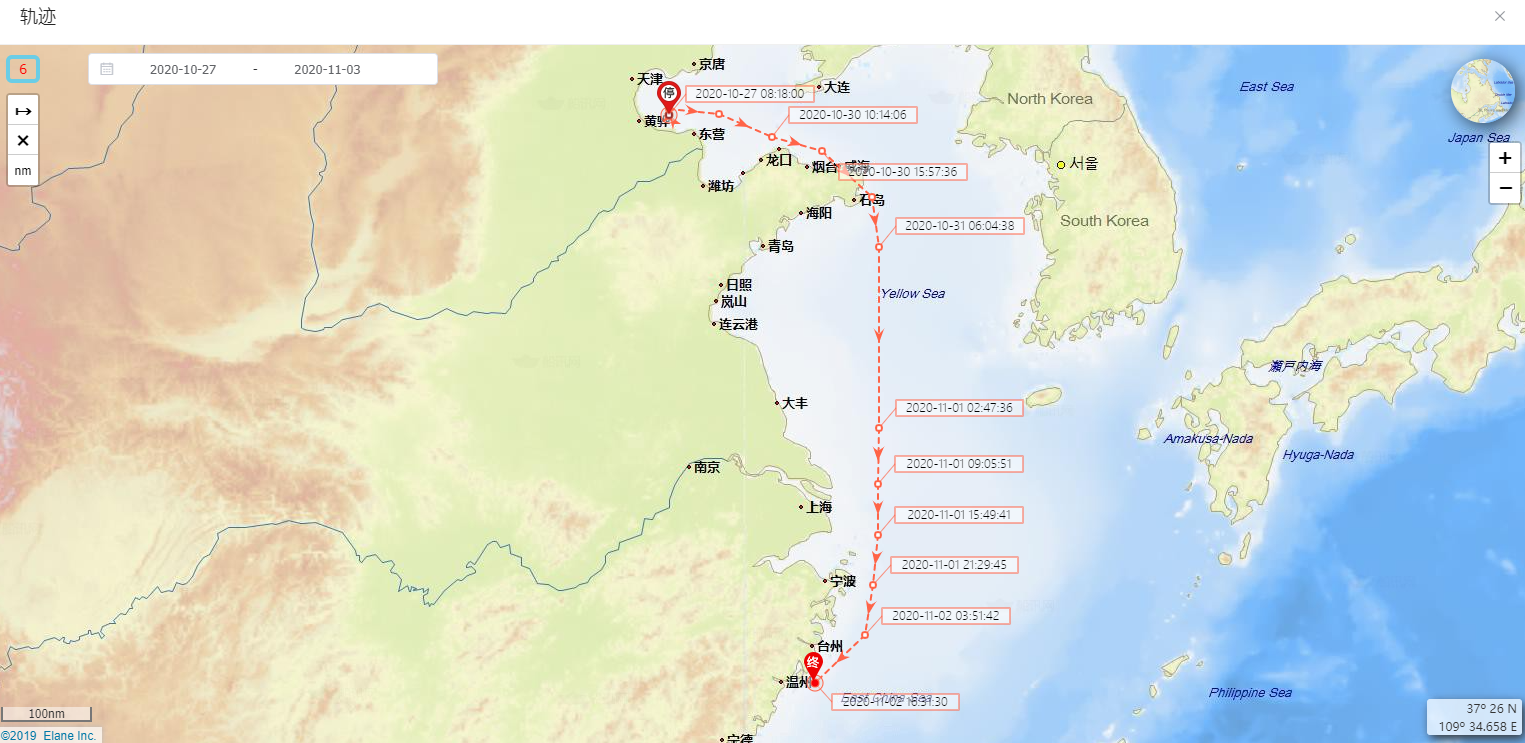 轨迹
6
2020-10-27 - 2020-11-03
nm
京唐
天津
大连
停
2020-10-27 08:18:00
黄骅
东营
2020-10-30 10:14:06
龙口
烟台
威海
2020-10-30 15:57:36
潍坊
石岛
海阳
2020-10-31 06:04:38
青岛
日照
岚山
连云港
Yellow Sea
大丰
2020-11-01 02:47:36
南京
2020-11-01 09:05:51
上海
2020-11-01 15:49:41
2020-11-01 21:29:45
宁波
2020-11-02 03:51:42
台州
终
温州
East China Sea
2020-11-02 16:31:30
宁德
North Korea
서울
South Korea
East Sea
Japan Sea
+
−
瀬戸内海
Amakusa-Nada
Hyuga-Nada
Philippine Sea
100nm
©2019 Elane Inc.
37° 26 N
109° 34.658 E